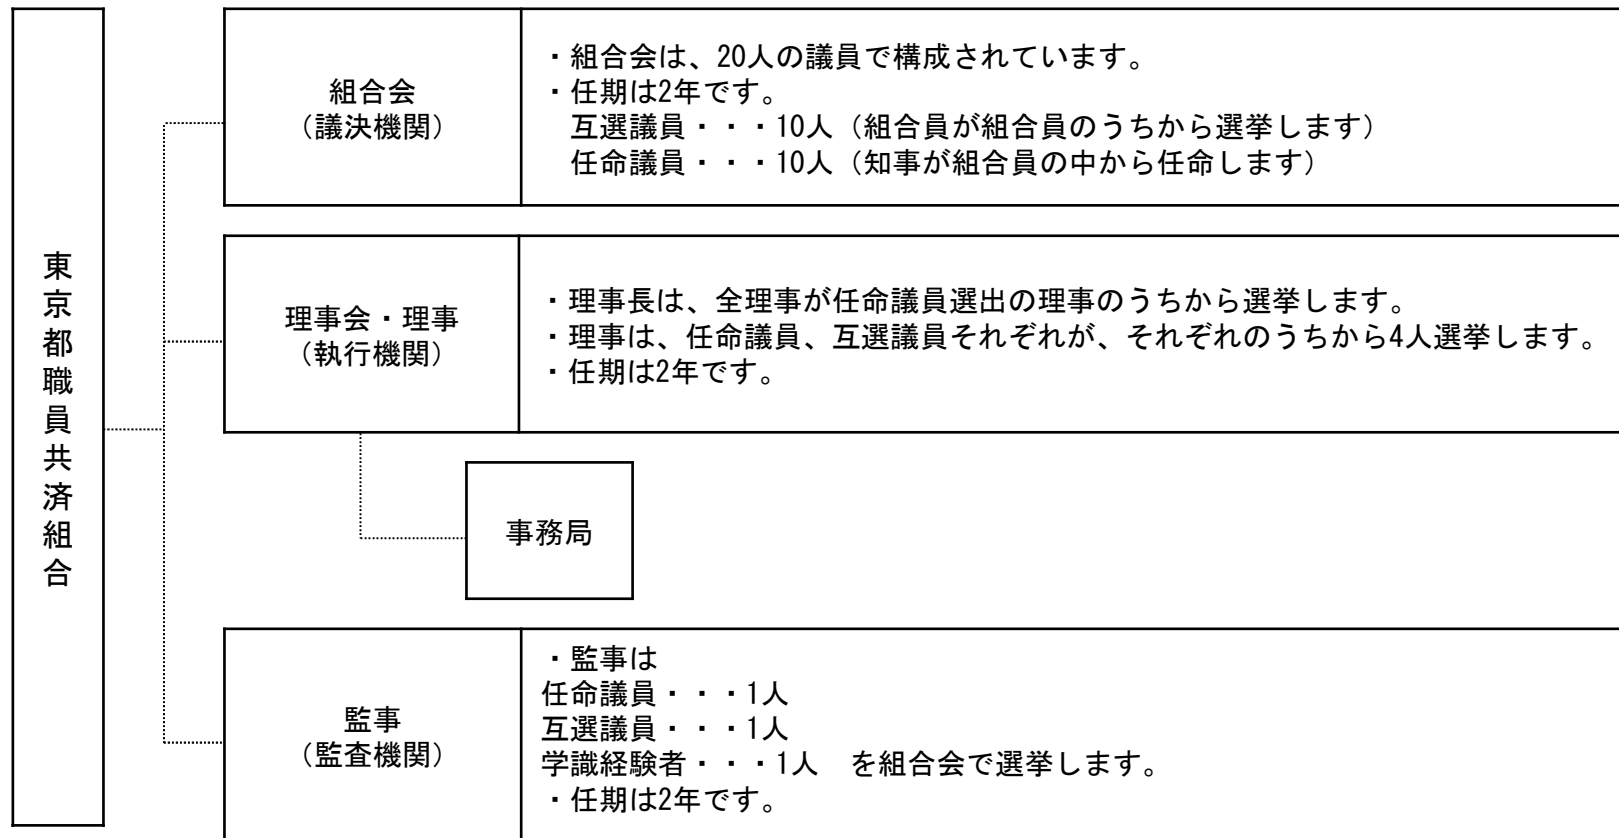 東京都職員共済組合
組合会
（議決機関）
・組合会は、20人の議員で構成されています。
・任期は2年です。
互選議員・・・10人（組合員が組合員のうちから選挙します）
任命議員・・・10人（知事が組合員の中から任命します）
理事会・理事
（執行機関）
・理事長は、全理事が任命議員選出の理事のうちから選挙します。
・理事は、任命議員、互選議員それぞれが、それぞれのうちから4人選挙します。
・任期は2年です。
事務局
監事
（監査機関）
・監事は
任命議員・・・1人
互選議員・・・1人
学識経験者・・・1人　を組合会で選挙します。
・任期は2年です。